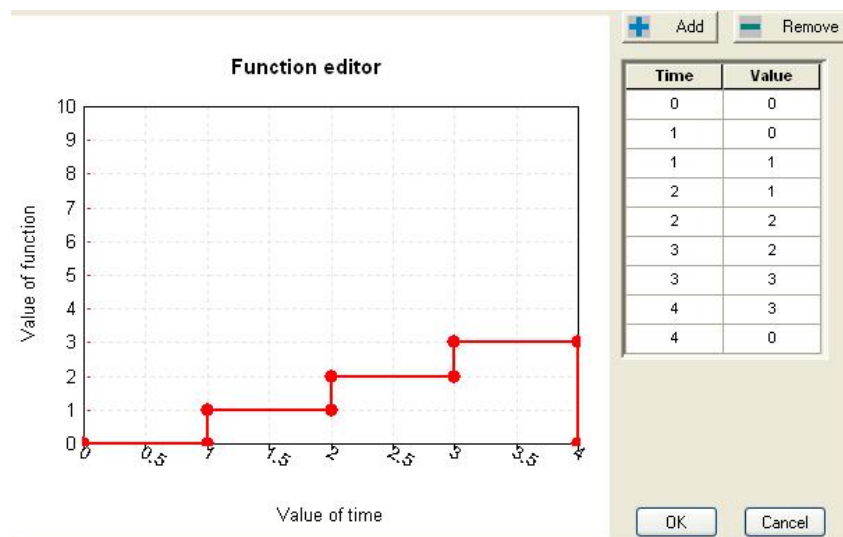 Add Remove
Function editor
Time Value
0 0
1 0
1 1
2 1
2 2
3 2
3 3
4 3
4 0
Value of function
10
9
8
7
6
5
4
3
2
1
0
0 0.5 1 1.5 2 2.5 3 3.5 4
Value of time
OK Cancel